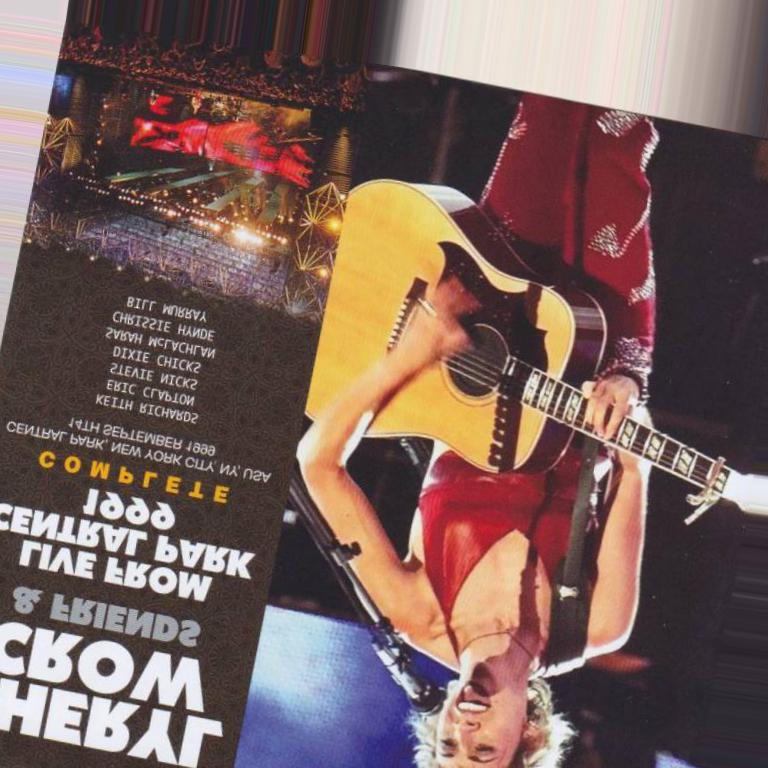 HERYL
CROW
& FRIENDS
LIVE FROM
CENTRAL PARK
1999
COMPLETE
CENTRAL PARK, NEW YORK CITY, NY, USA
14TH SEPTEMBER 1999
KEITH RICHARDS
ERIC CLAPTON
STEVIE NICKS
DIXIE CHICKS
SARAH McLACHLAN
CHRISSIE HYNDE
BILL MURRAY